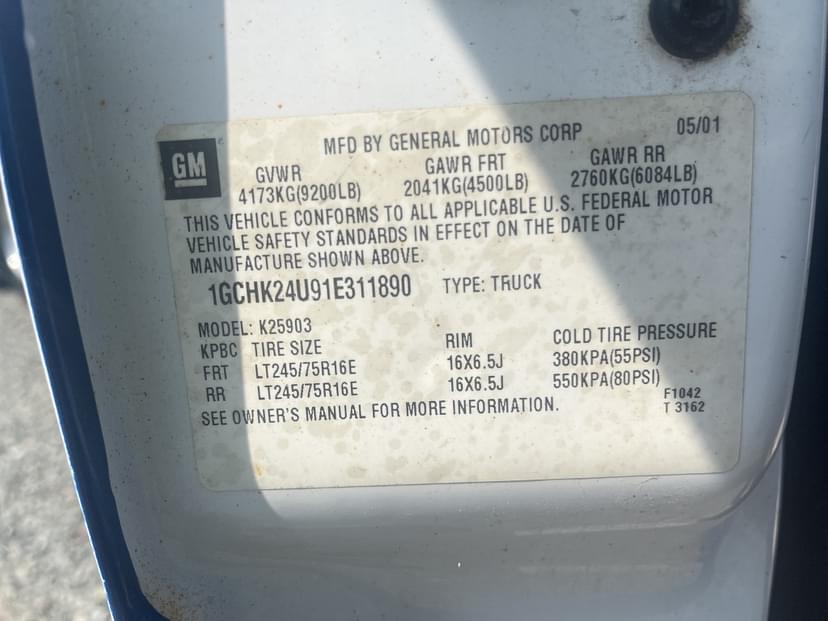 MFD BY GENERAL MOTORS CORP 05/01
GM
GVWR GAWR FRT GAWR RR
4173KG(9200LB) 2041KG(4500LB) 2760KG(6084LB)
THIS VEHICLE CONFORMS TO ALL APPLICABLE U.S. FEDERAL MOTOR
VEHICLE SAFETY STANDARDS IN EFFECT ON THE DATE OF
MANUFACTURE SHOWN ABOVE.
1GCHK24U91E311890 TYPE: TRUCK
MODEL: K25903
KPBC TIRE SIZE RIM COLD TIRE PRESSURE
FRT LT245/75R16E 16X6.5J 380KPA(55PSI)
RR LT245/75R16E 16X6.5J 550KPA(80PSI)
SEE OWNER'S MANUAL FOR MORE INFORMATION.
F1042
T 3162